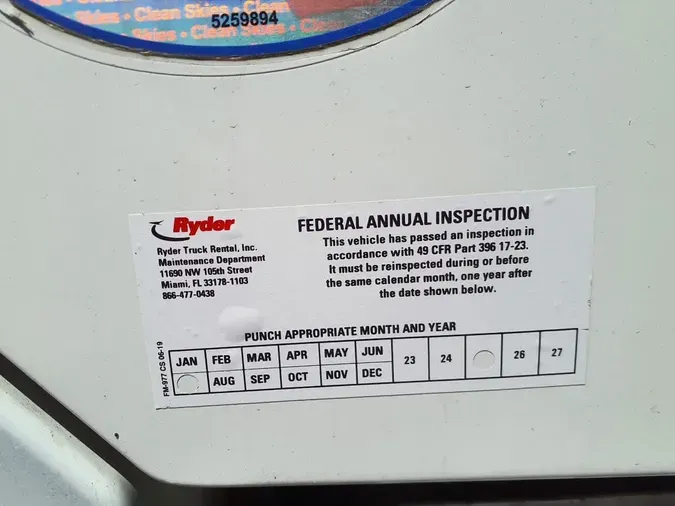 5259894
Skies • Clean Skies • Clean
Ryder
Ryder Truck Rental, Inc.
Maintenance Department
11690 NW 105th Street
Miami, FL 33178-1103
866-477-0438
FEDERAL ANNUAL INSPECTION
This vehicle has passed an inspection in
accordance with 49 CFR Part 396 17-23.
It must be reinspected during or before
the same calendar month, one year after
the date shown below.
PUNCH APPROPRIATE MONTH AND YEAR
JAN FEB MAR APR MAY JUN 23 24 26 27
AUG SEP OCT NOV DEC
FM-977 CS 06-19